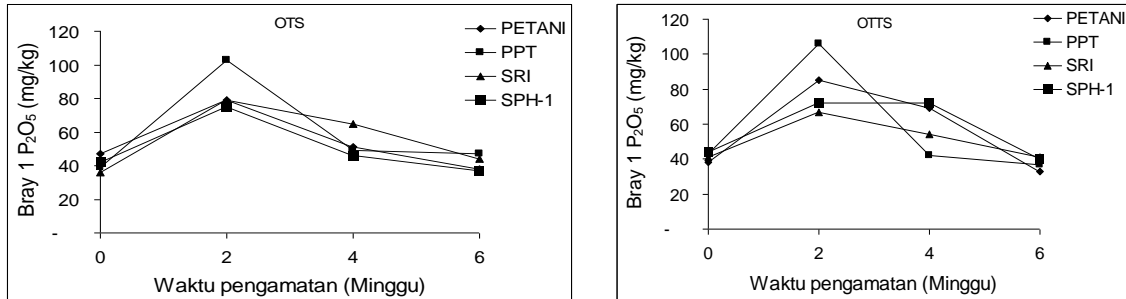 OTS
PETANI
PPT
SRI
SPH-1
Bray 1 P₂O₅ (mg/kg)
120
100
80
60
40
20
-
0 2 4 6
Waktu pengamatan (Minggu)
OTTS
PETANI
PPT
SRI
SPH-1
Bray 1 P₂O₅ (mg/kg)
120
100
80
60
40
20
-
0 2 4 6
Waktu pengamatan (Minggu)